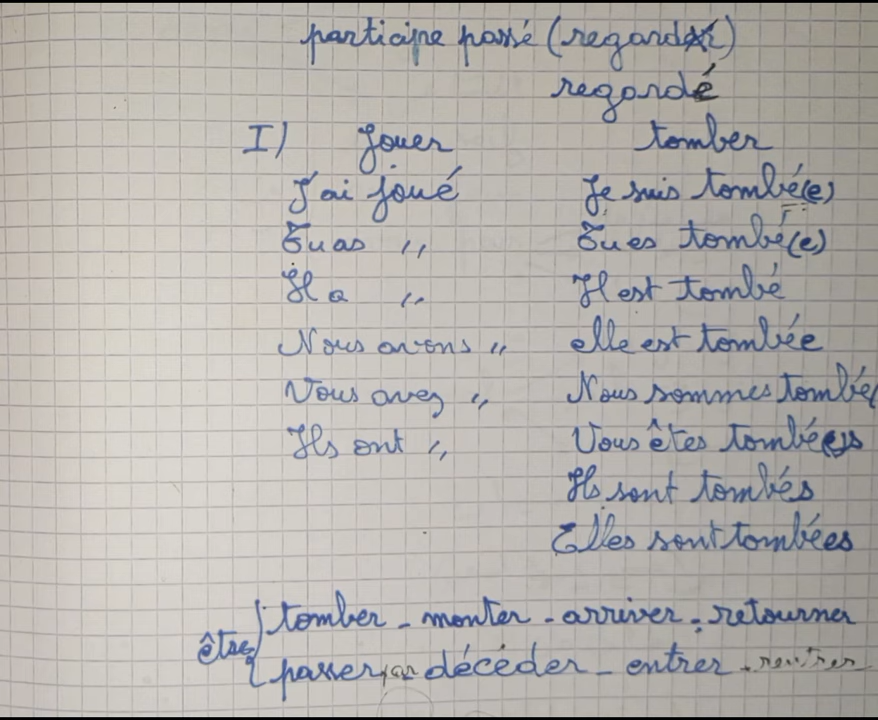 participe passé (regarder)
regardé
I) Jouer tomber
J'ai joué Je suis tombé(e)
Tu as " Tu es tombé(e)
Il a " Il est tombé
Nous avons " elle est tombée
Vous avez " Nous sommes tombé(
Ils ont " Vous êtes tombé(e)s
Ils sont tombés
Elles sont tombées
être { tomber - monter - arriver - retourner
passer par décéder - entrer - rentrer